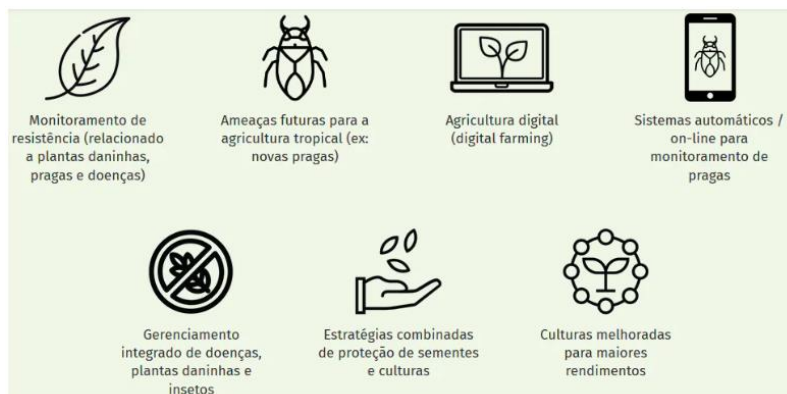 Monitoramento de
resistência (relacionado
a plantas daninhas,
pragas e doenças)
Ameaças futuras para a
agricultura tropical (ex:
novas pragas)
Agricultura digital
(digital farming)
Sistemas automáticos /
on-line para
monitoramento de
pragas
Gerenciamento
integrado de doenças,
plantas daninhas e
insetos
Estratégias combinadas
de proteção de sementes
e culturas
Culturas melhoradas
para maiores
rendimentos